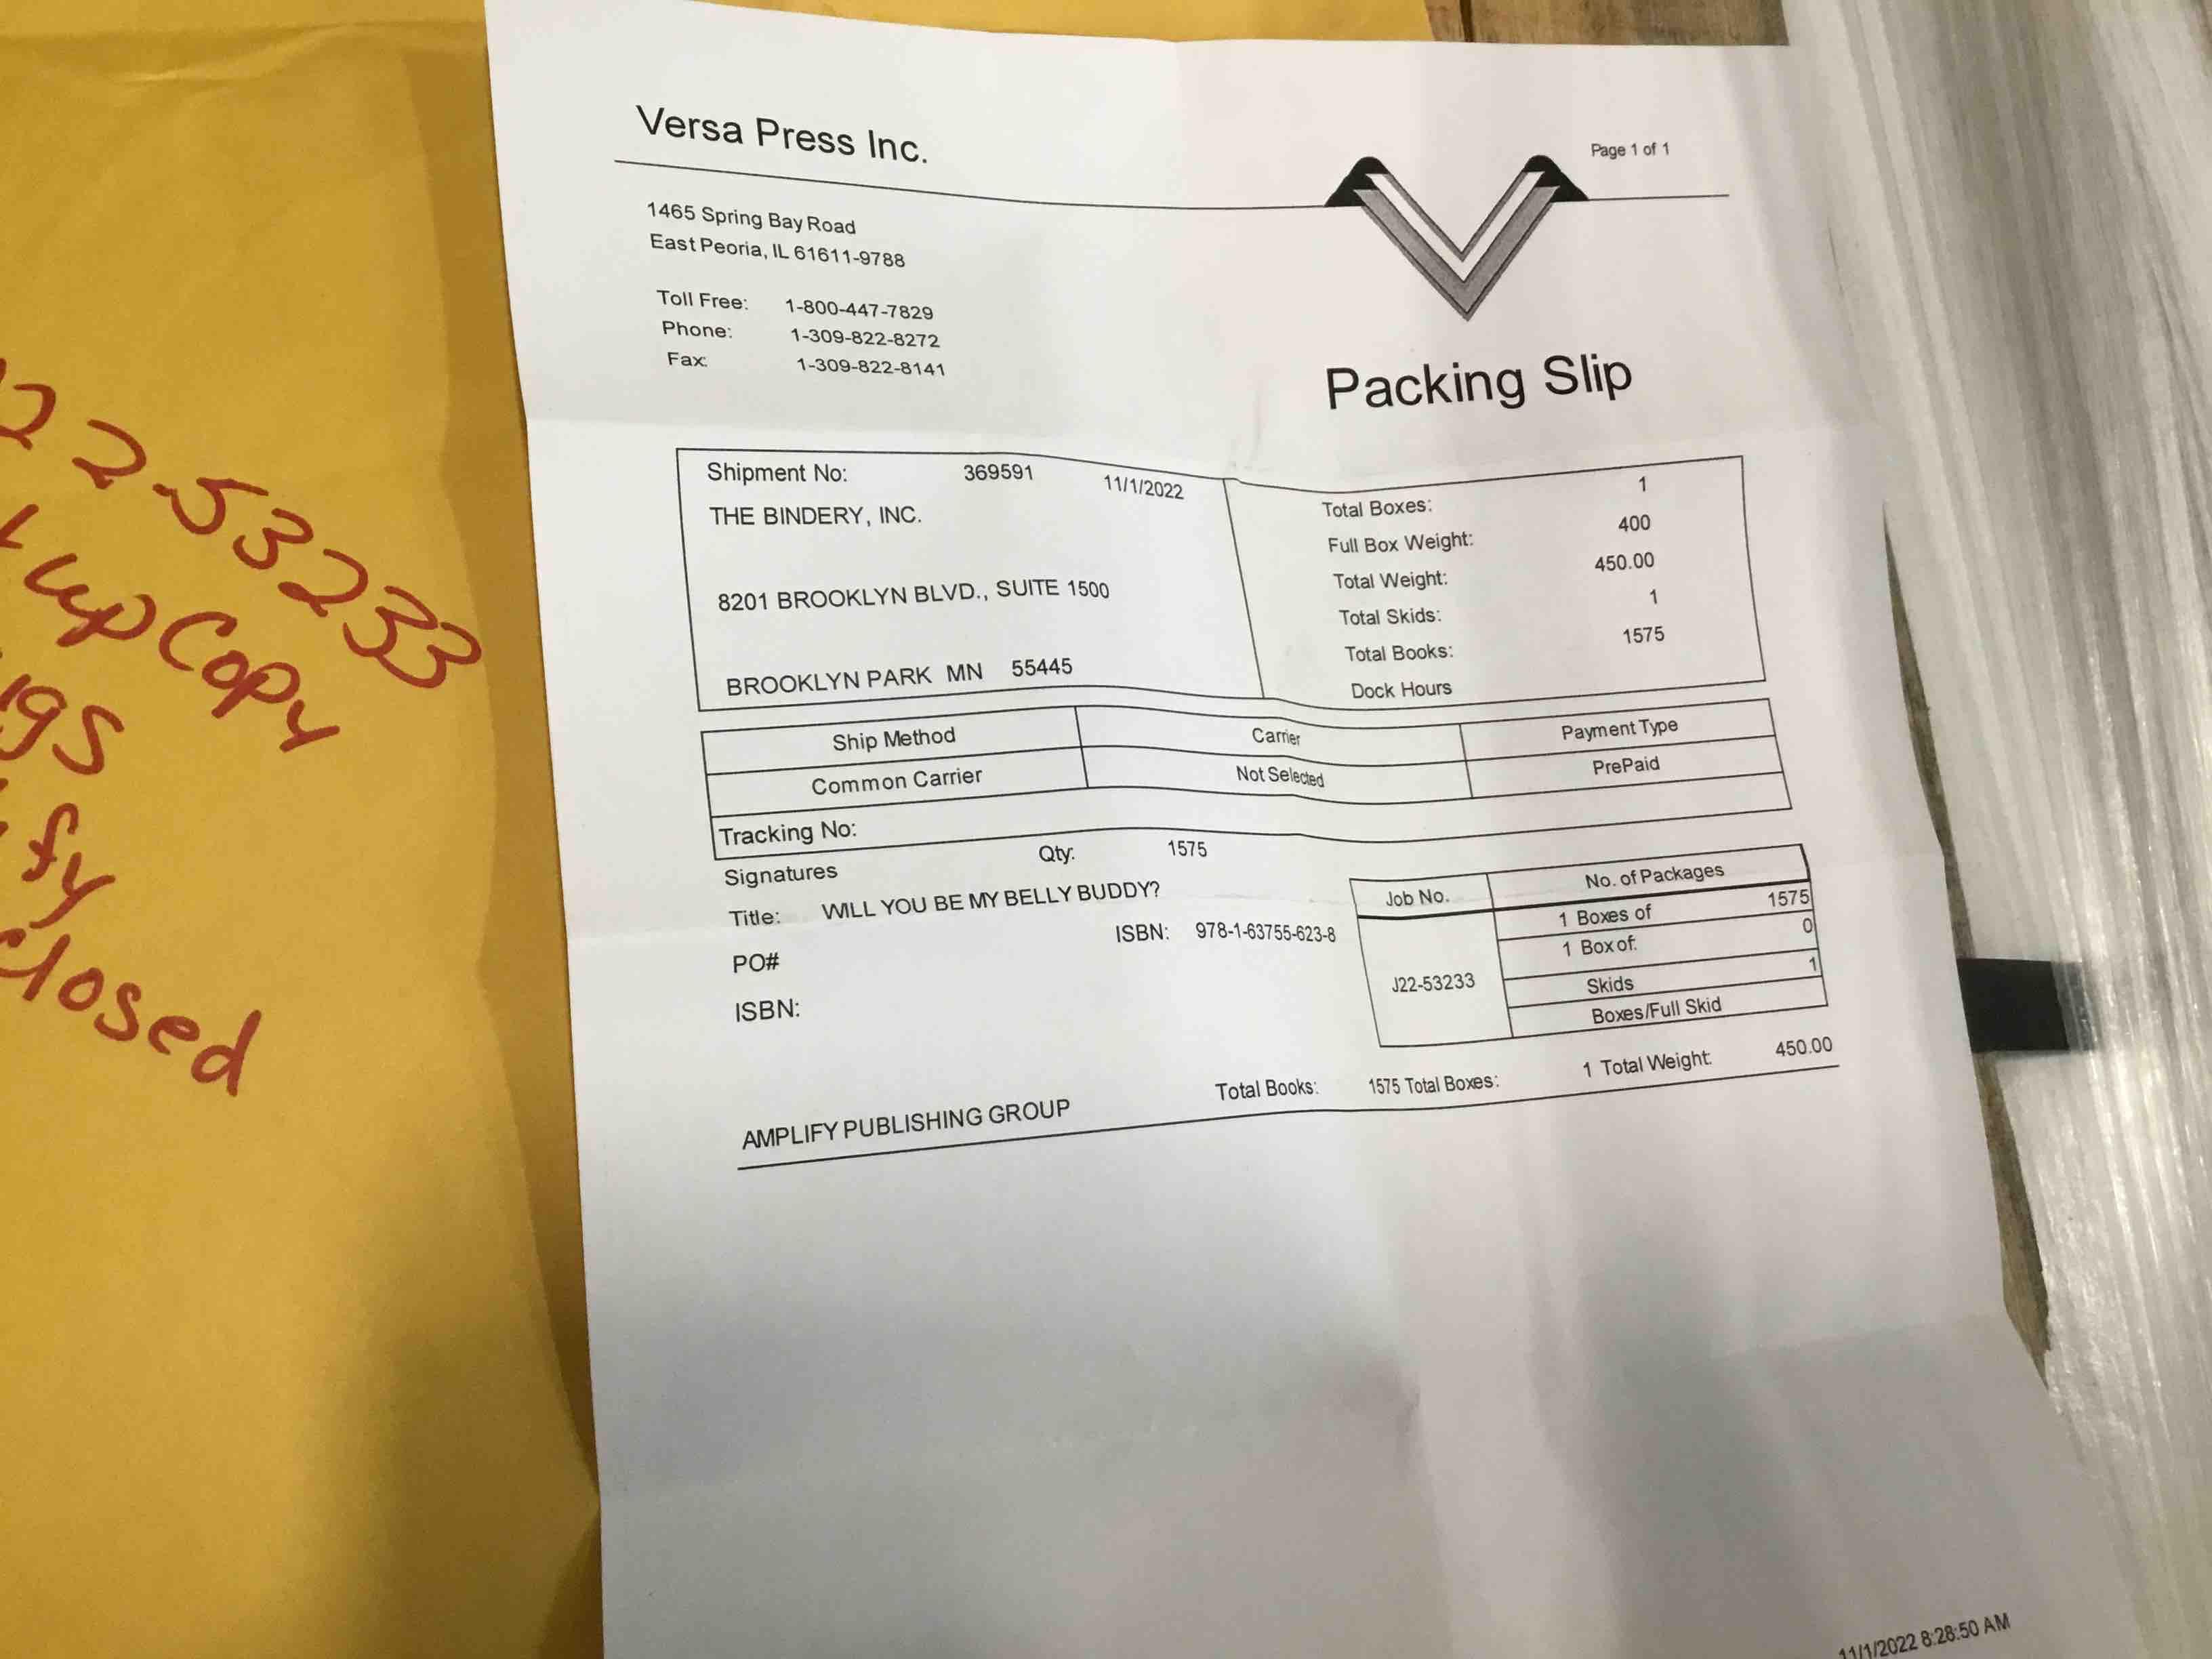 Versa Press Inc.
Page 1 of 1
1465 Spring Bay Road
East Peoria, IL 61611-9788
Toll Free: 1-800-447-7829
Phone: 1-309-822-8272
Fax: 1-309-822-8141
Packing Slip
Shipment No: 369591 11/1/2022
THE BINDERY, INC.
8201 BROOKLYN BLVD., SUITE 1500
BROOKLYN PARK MN 55445
Total Boxes: 1
Full Box Weight: 400
Total Weight: 450.00
Total Skids: 1
Total Books: 1575
Dock Hours
Ship Method Carrier Payment Type
Common Carrier Not Selected PrePaid
Tracking No:
Signatures Qty: 1575
Title: WILL YOU BE MY BELLY BUDDY?
ISBN: 978-1-63755-623-8
PO#
ISBN:
Job No. No. of Packages
J22-53233
1 Boxes of 1575
1 Box of: 0
Skids 1
Boxes/Full Skid
AMPLIFY PUBLISHING GROUP Total Books: 1575 Total Boxes: 1 Total Weight: 450.00
11/1/2022 8:28:50 AM
22-53233
up Copy
gs
fy
closed